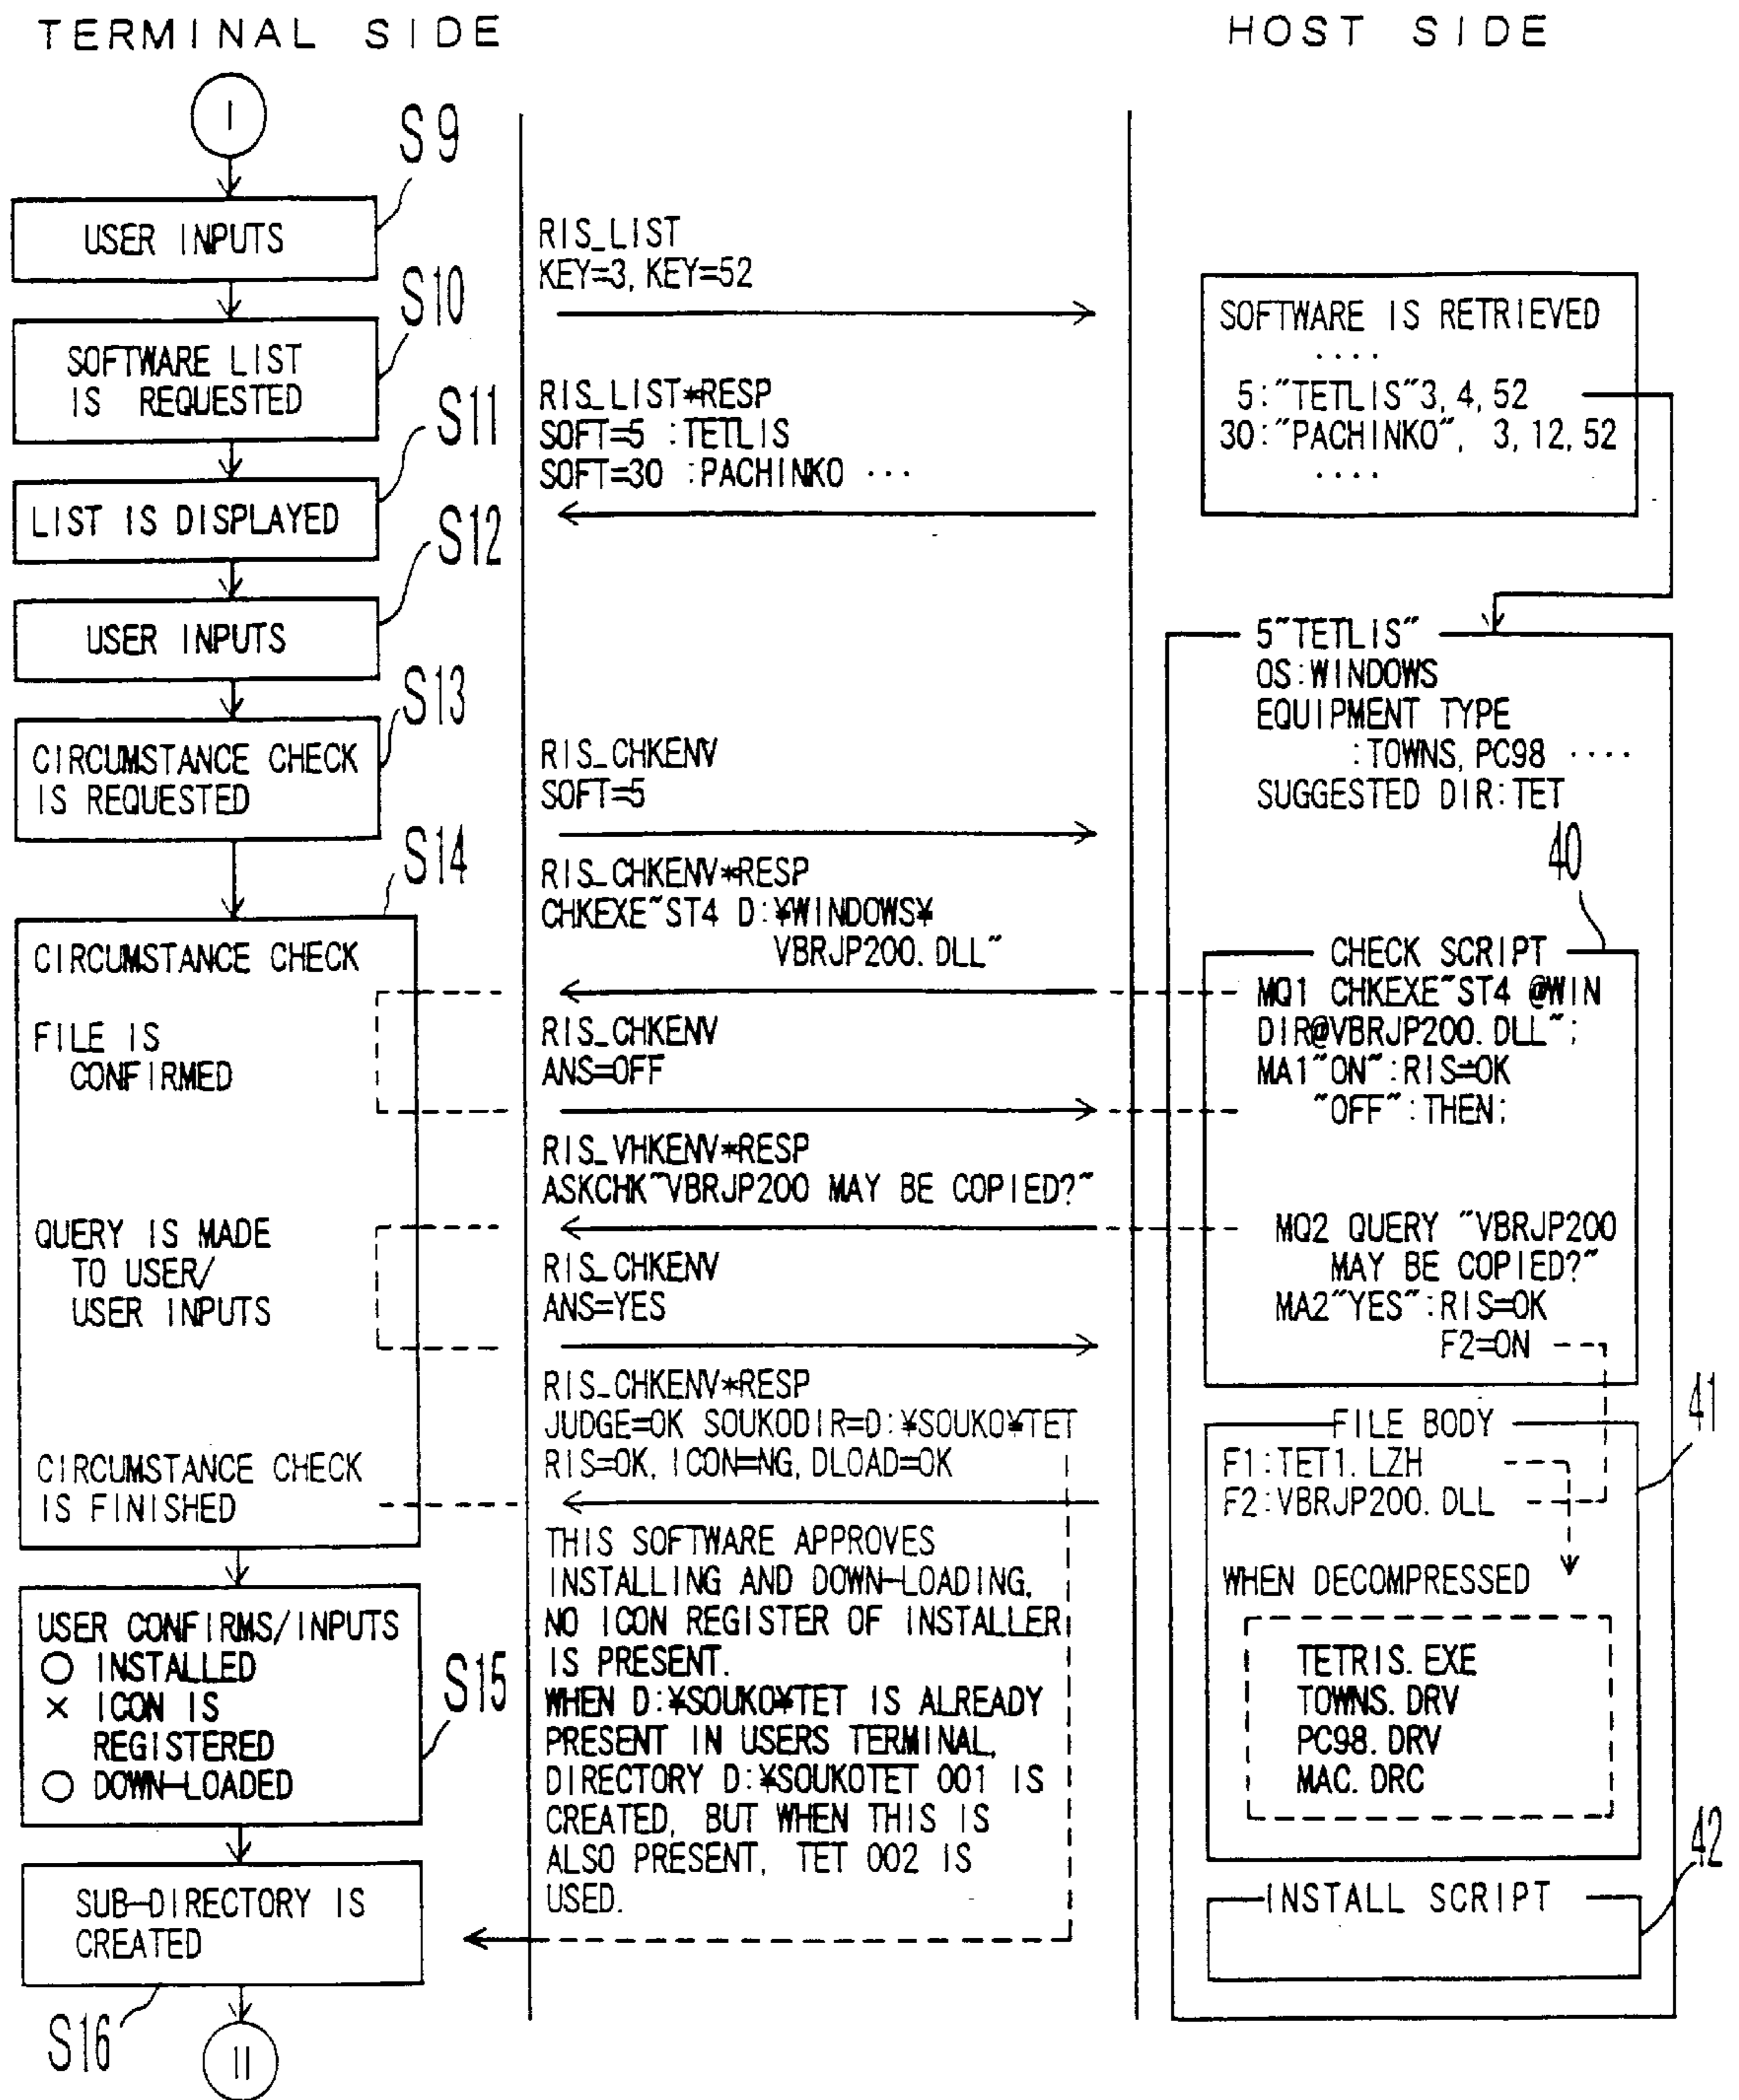 TERMINAL SIDE
HOST SIDE
I
S9
USER INPUTS
S10
SOFTWARE LIST
IS REQUESTED
S11
LIST IS DISPLAYED
S12
USER INPUTS
S13
CIRCUMSTANCE CHECK
IS REQUESTED
S14
CIRCUMSTANCE CHECK
FILE IS
CONFIRMED
QUERY IS MADE
TO USER/
USER INPUTS
CIRCUMSTANCE CHECK
IS FINISHED
USER CONFIRMS/INPUTS
○ INSTALLED
× ICON IS
REGISTERED
○ DOWN-LOADED
S15
SUB-DIRECTORY IS
CREATED
S16
II
RIS_LIST
KEY=3, KEY=52
RIS_LIST*RESP
SOFT=5 :TETLIS
SOFT=30 :PACHINKO ...
RIS_CHKENV
SOFT=5
RIS_CHKENV*RESP
CHKEXE"ST4 D:¥WINDOWS¥
VBRJP200.DLL"
RIS_CHKENV
ANS=OFF
RIS_VHKENV*RESP
ASKCHK"VBRJP200 MAY BE COPIED?"
RIS_CHKENV
ANS=YES
RIS_CHKENV*RESP
JUDGE=OK SOUKODIR=D:¥SOUKO¥TET
RIS=OK, ICON=NG, DLOAD=OK
THIS SOFTWARE APPROVES
INSTALLING AND DOWN-LOADING,
NO ICON REGISTER OF INSTALLER
IS PRESENT.
WHEN D:¥SOUKO¥TET IS ALREADY
PRESENT IN USERS TERMINAL,
DIRECTORY D:¥SOUKOTET 001 IS
CREATED, BUT WHEN THIS IS
ALSO PRESENT, TET 002 IS
USED.
SOFTWARE IS RETRIEVED
....
5:"TETLIS"3, 4, 52
30:"PACHINKO", 3, 12, 52
....
5"TETLIS"
OS:WINDOWS
EQUIPMENT TYPE
:TOWNS, PC98 ....
SUGGESTED DIR:TET
40
CHECK SCRIPT
MQ1 CHKEXE"ST4 @WIN
DIR@VBRJP200.DLL";
MA1"ON":RIS=OK
"OFF":THEN;
MQ2 QUERY "VBRJP200
MAY BE COPIED?"
MA2"YES":RIS=OK
F2=ON
41
FILE BODY
F1:TET1.LZH
F2:VBRJP200.DLL
WHEN DECOMPRESSED
TETRIS.EXE
TOWNS.DRV
PC98.DRV
MAC.DRC
42
INSTALL SCRIPT